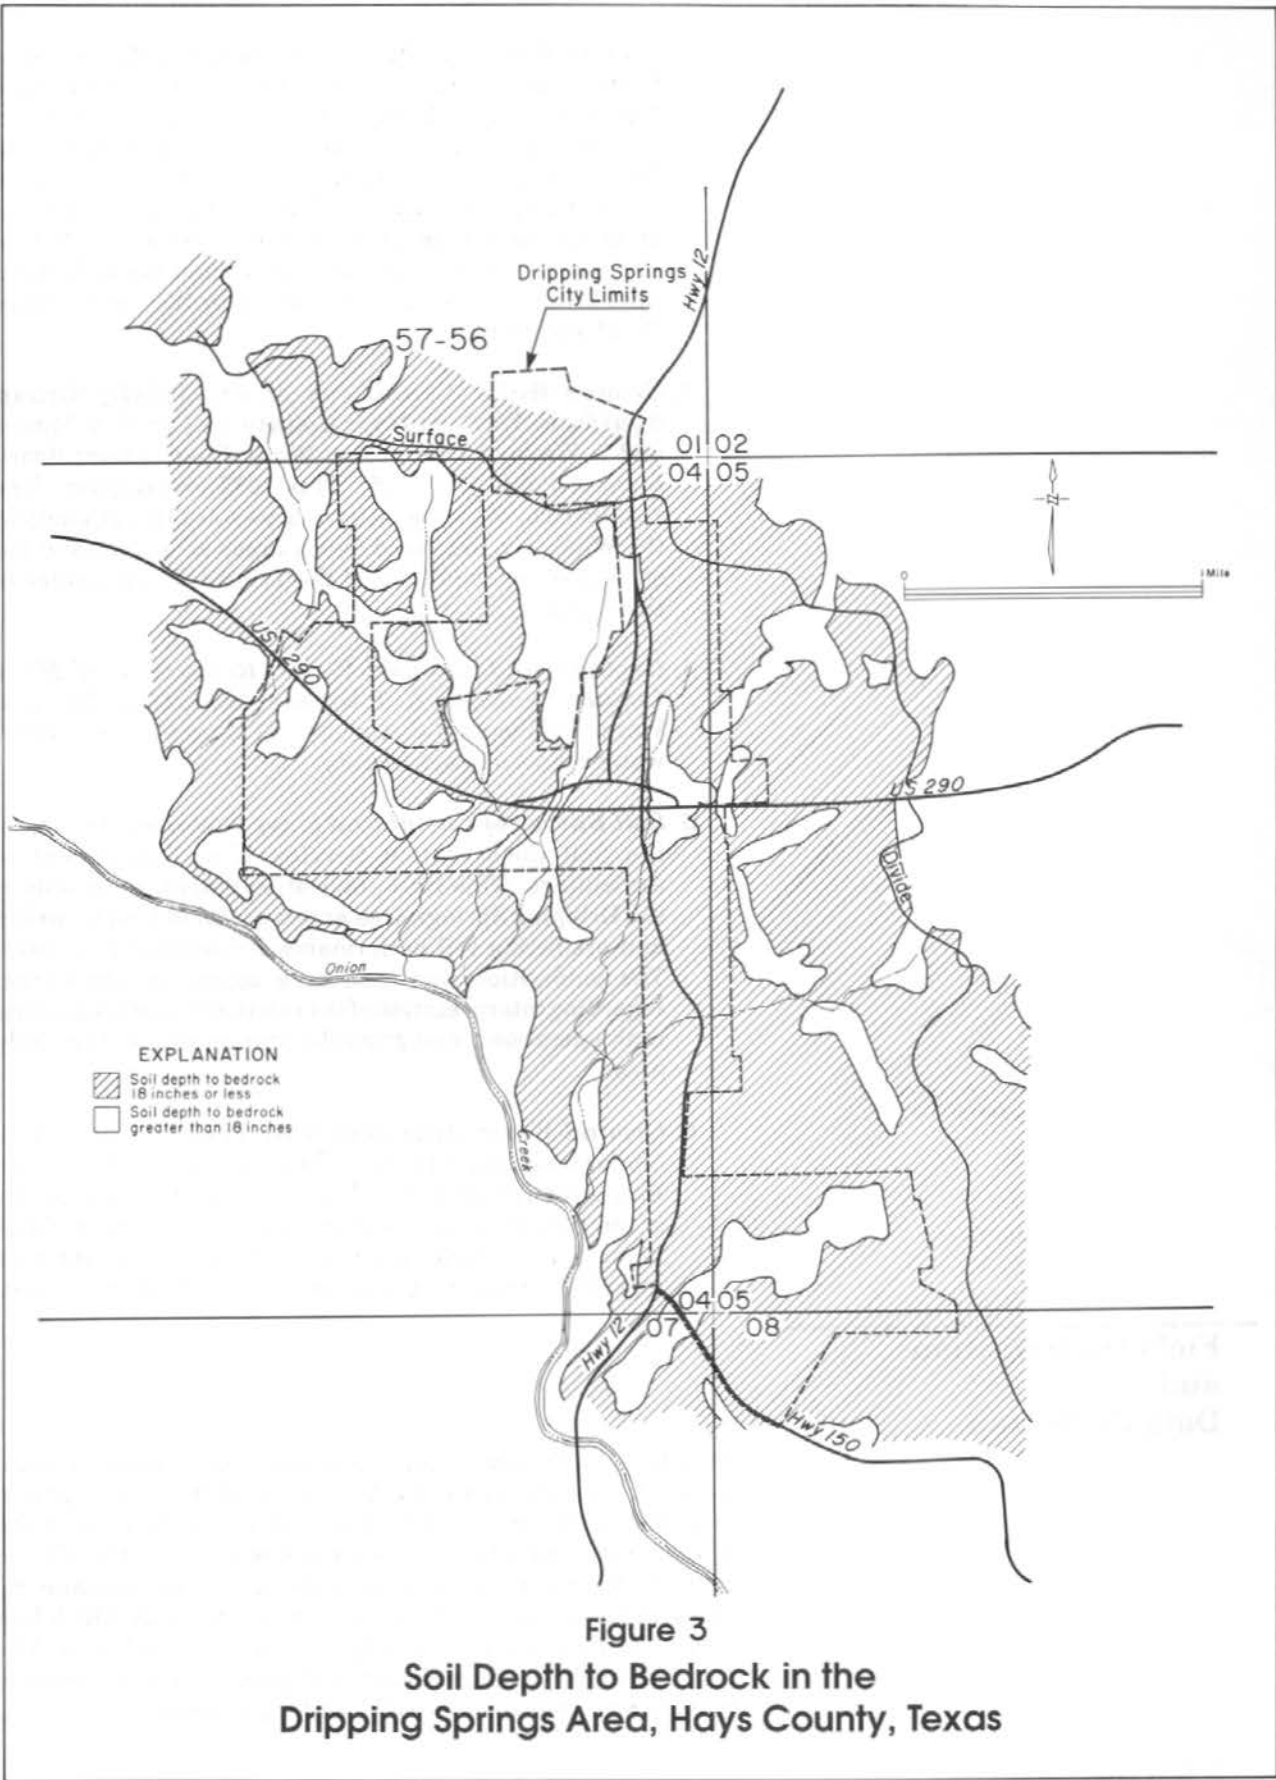 Hwy 12
Dripping Springs
City Limits
57-56
Surface
01 02
04 05
N
0
1 Mile
US 290
US 290
Divide
Onion
Creek
EXPLANATION
Soil depth to bedrock
18 inches or less
Soil depth to bedrock
greater than 18 inches
04 05
07 08
Hwy 12
Hwy 150
Figure 3
Soil Depth to Bedrock in the
Dripping Springs Area, Hays County, Texas